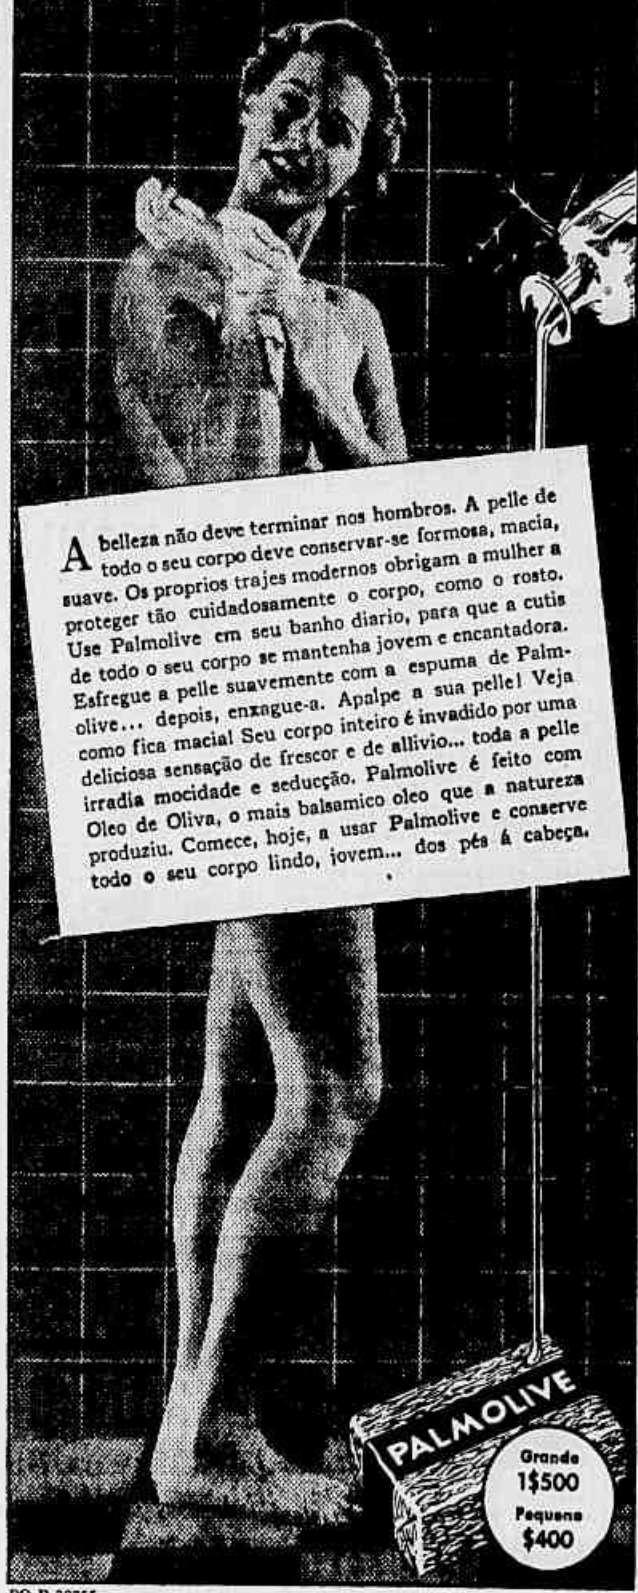 A belleza não deve terminar nos hombros. A pelle de
todo o seu corpo deve conservar-se formosa, macia,
suave. Os proprios trajes modernos obrigam a mulher a
proteger tão cuidadosamente o corpo, como o rosto.
Use Palmolive em seu banho diario, para que a cutis
de todo o seu corpo se mantenha jovem e encantadora.
Esfregue a pelle suavemente com a espuma de Palm-
olive... depois, enxague-a. Apalpe a sua pelle! Veja
como fica macia! Seu corpo inteiro é invadido por uma
deliciosa sensação de frescor e de allivio... toda a pelle
irradia mocidade e seducção. Palmolive é feito com
Oleo de Oliva, o mais balsamico oleo que a natureza
produziu. Comece, hoje, a usar Palmolive e conserve
todo o seu corpo lindo, jovem... dos pés á cabeça.
PALMOLIVE
Grande
1$500
Pequeno
$400